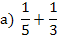 a) 1/5 + 1/3